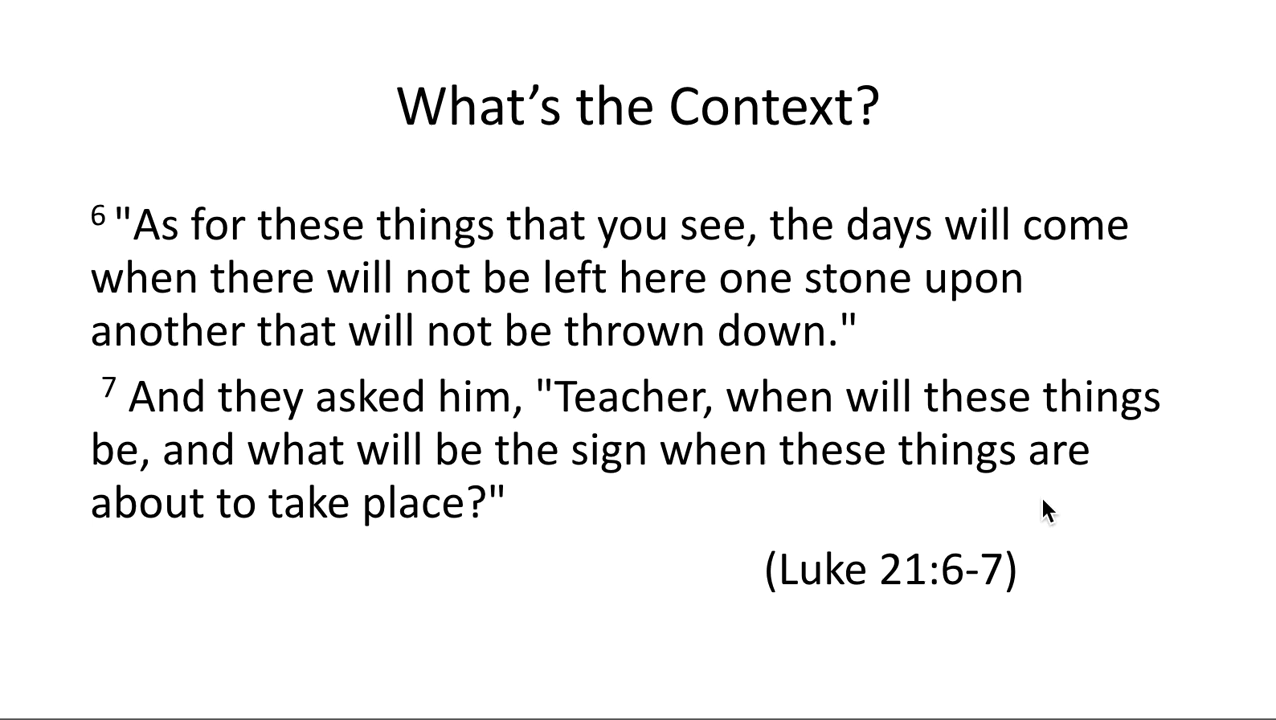 What’s the Context?
6 "As for these things that you see, the days will come
when there will not be left here one stone upon
another that will not be thrown down."
7 And they asked him, "Teacher, when will these things
be, and what will be the sign when these things are
about to take place?"
(Luke 21:6-7)